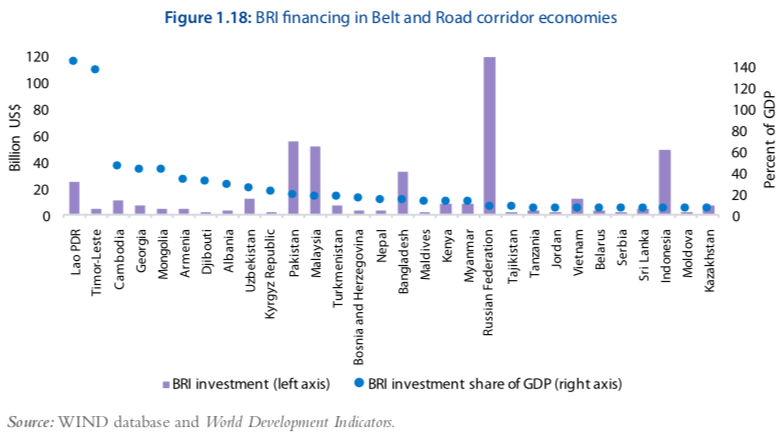 Figure 1.18: BRI financing in Belt and Road corridor economies
Billion US$
120
100
80
60
40
20
0
Percent of GDP
140
120
100
80
60
40
20
0
Lao PDR
Timor-Leste
Cambodia
Georgia
Mongolia
Armenia
Djibouti
Albania
Uzbekistan
Kyrgyz Republic
Pakistan
Malaysia
Turkmenistan
Bosnia and Herzegovina
Nepal
Bangladesh
Maldives
Kenya
Myanmar
Russian Federation
Tajikistan
Tanzania
Jordan
Vietnam
Belarus
Serbia
Sri Lanka
Indonesia
Moldova
Kazakhstan
BRI investment (left axis)
BRI investment share of GDP (right axis)
Source: WIND database and World Development Indicators.